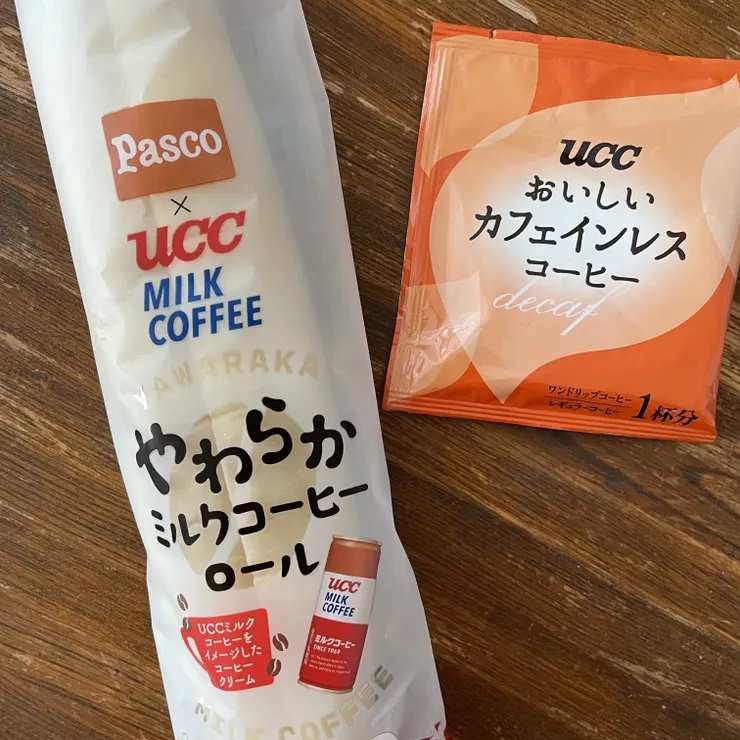 Pasco
×
UCC
MILK
COFFEE
YAWARAKA
やわらか
ミルクコーヒー
ロール
UCCミルク
コーヒーを
イメージした
コーヒー
クリーム
UCC
MILK
COFFEE
ミルクコーヒー
SINCE 1969
MILK COFFEE
UCC
おいしい
カフェインレス
コーヒー
decaf
ワンドリップコーヒー
レギュラーコーヒー
1杯分